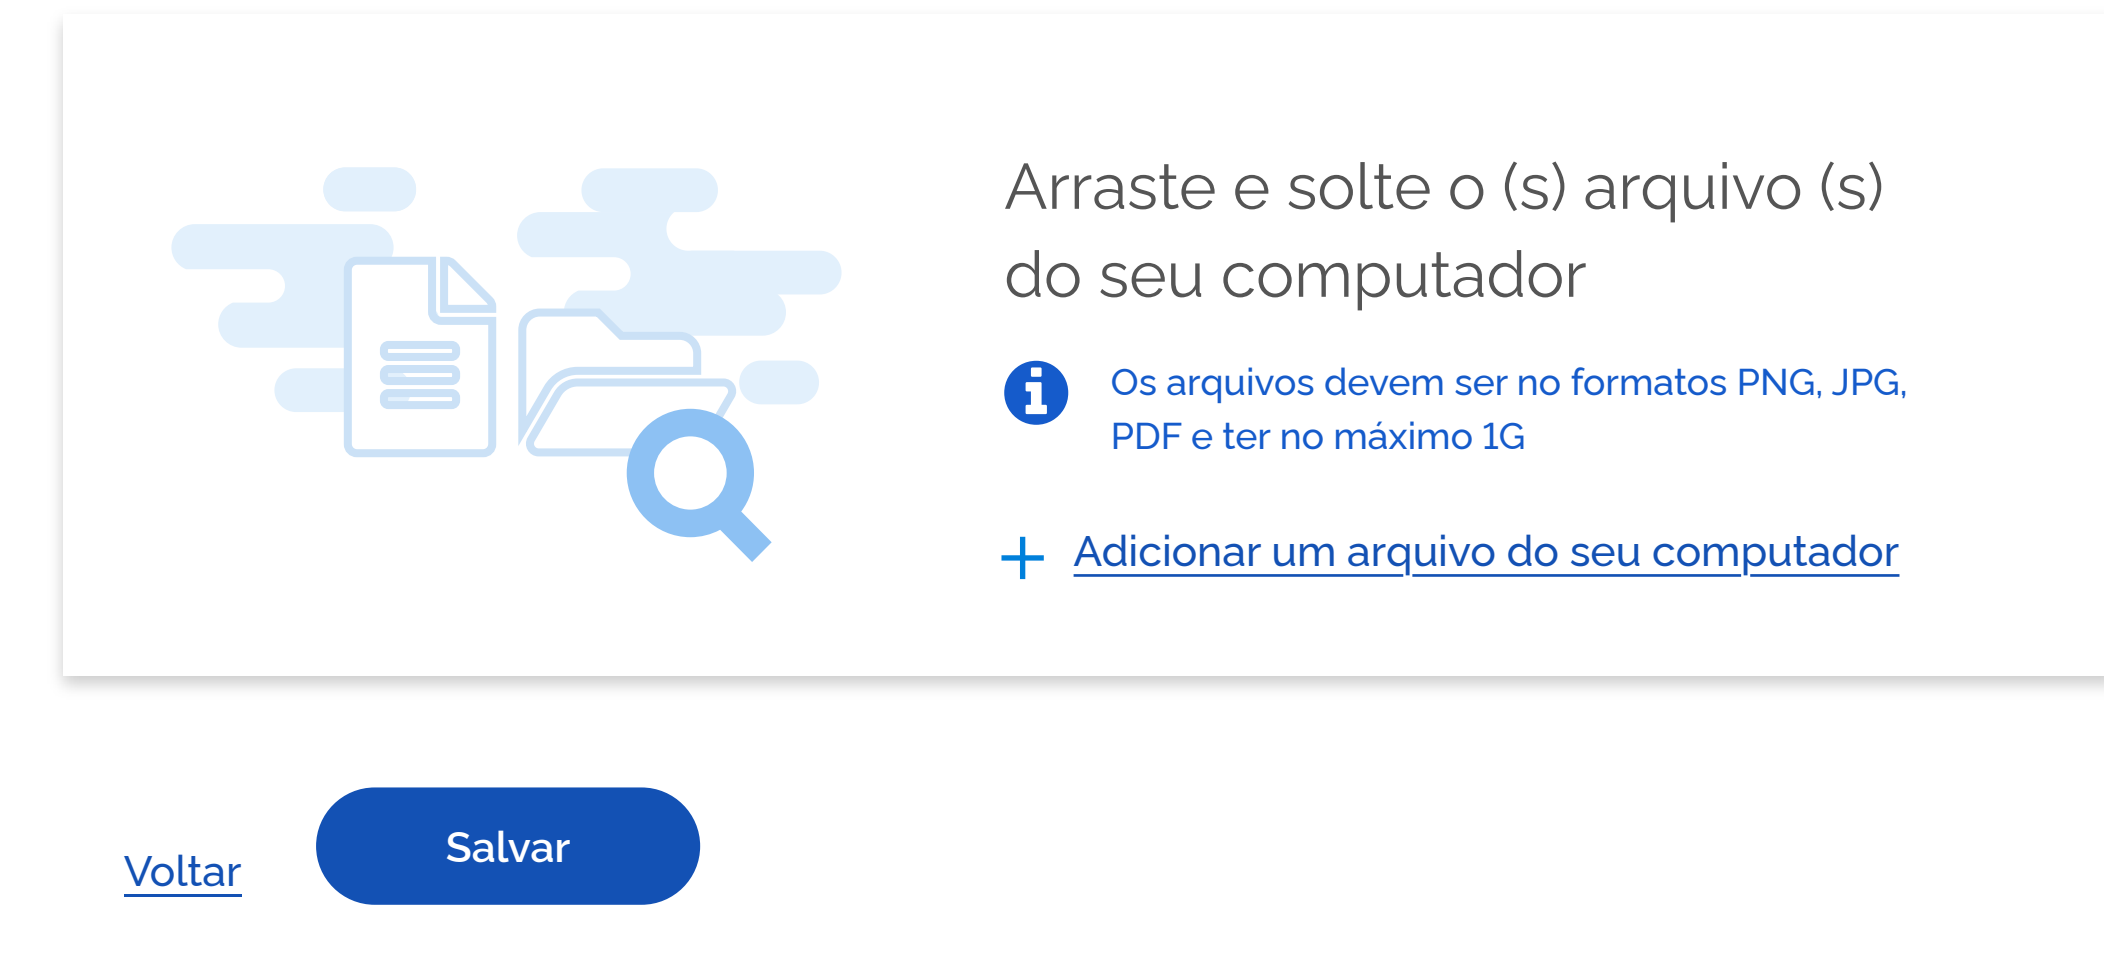 Arraste e solte o (s) arquivo (s)
do seu computador
Os arquivos devem ser no formatos PNG, JPG,
PDF e ter no máximo 1G
Adicionar um arquivo do seu computador
Voltar
Salvar